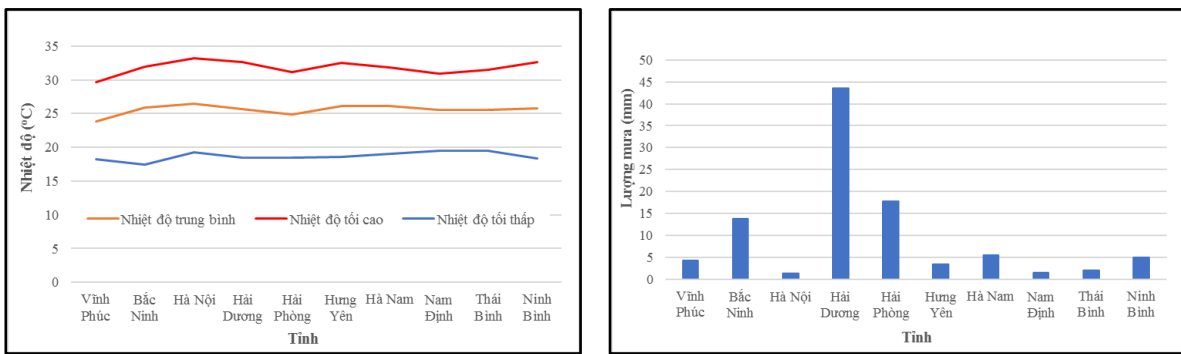 35
30
25
20
15
10
5
0
Nhiệt độ (ºC)
Nhiệt độ trung bình Nhiệt độ tối cao Nhiệt độ tối thấp
Vĩnh Phúc
Bắc Ninh
Hà Nội
Hải Dương
Hải Phòng
Hưng Yên
Hà Nam
Nam Định
Thái Bình
Ninh Bình
Tỉnh
50
45
40
35
30
25
20
15
10
5
0
Lượng mưa (mm)
Vĩnh Phúc
Bắc Ninh
Hà Nội
Hải Dương
Hải Phòng
Hưng Yên
Hà Nam
Nam Định
Thái Bình
Ninh Bình
Tỉnh